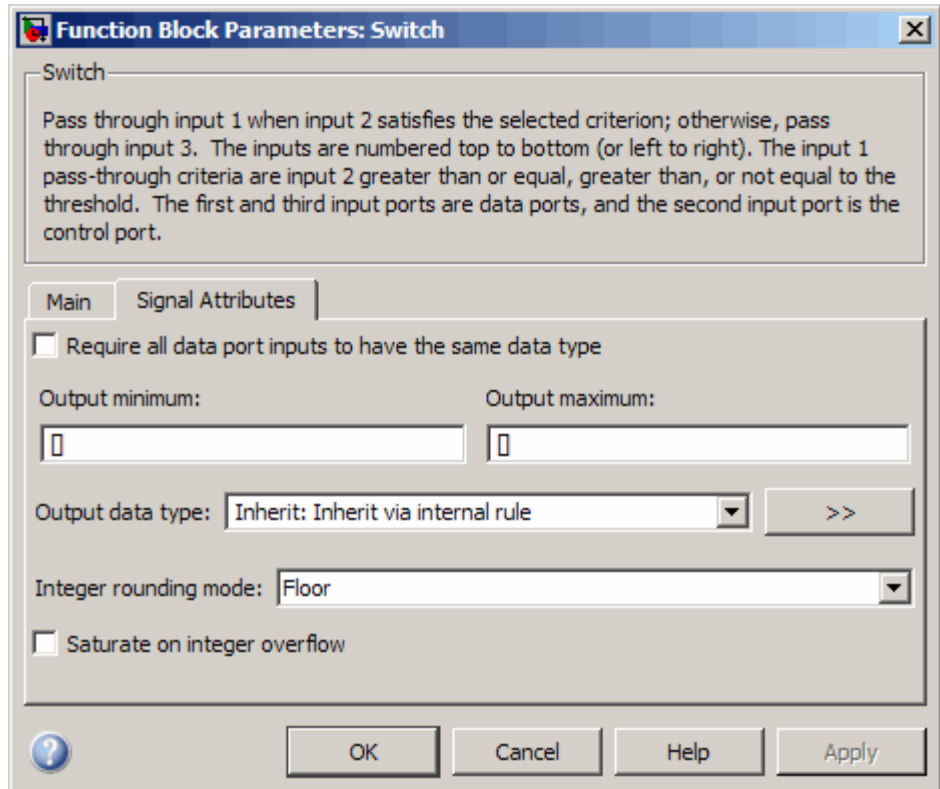 Function Block Parameters: Switch
Switch
Pass through input 1 when input 2 satisfies the selected criterion; otherwise, pass
through input 3. The inputs are numbered top to bottom (or left to right). The input 1
pass-through criteria are input 2 greater than or equal, greater than, or not equal to the
threshold. The first and third input ports are data ports, and the second input port is the
control port.
Main Signal Attributes
Require all data port inputs to have the same data type
Output minimum: Output maximum:
[] []
Output data type: Inherit: Inherit via internal rule >>
Integer rounding mode: Floor
Saturate on integer overflow
? OK Cancel Help Apply